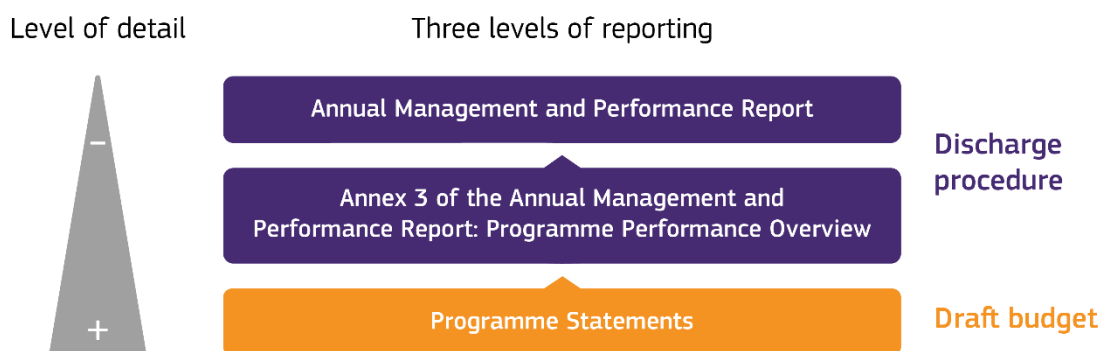 Level of detail
Three levels of reporting
−
Annual Management and Performance Report
Discharge
procedure
Annex 3 of the Annual Management and
Performance Report: Programme Performance Overview
+
Programme Statements
Draft budget